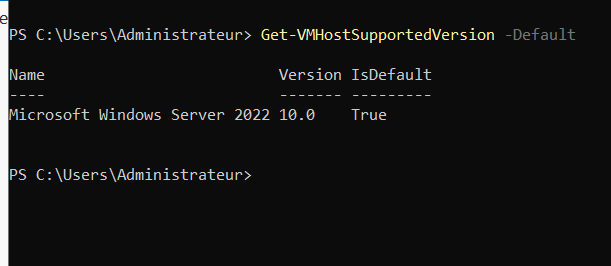 e
PS C:\Users\Administrateur> Get-VMHostSupportedVersion -Default
Name Version IsDefault
---- ------- ---------
Microsoft Windows Server 2022 10.0 True
PS C:\Users\Administrateur>